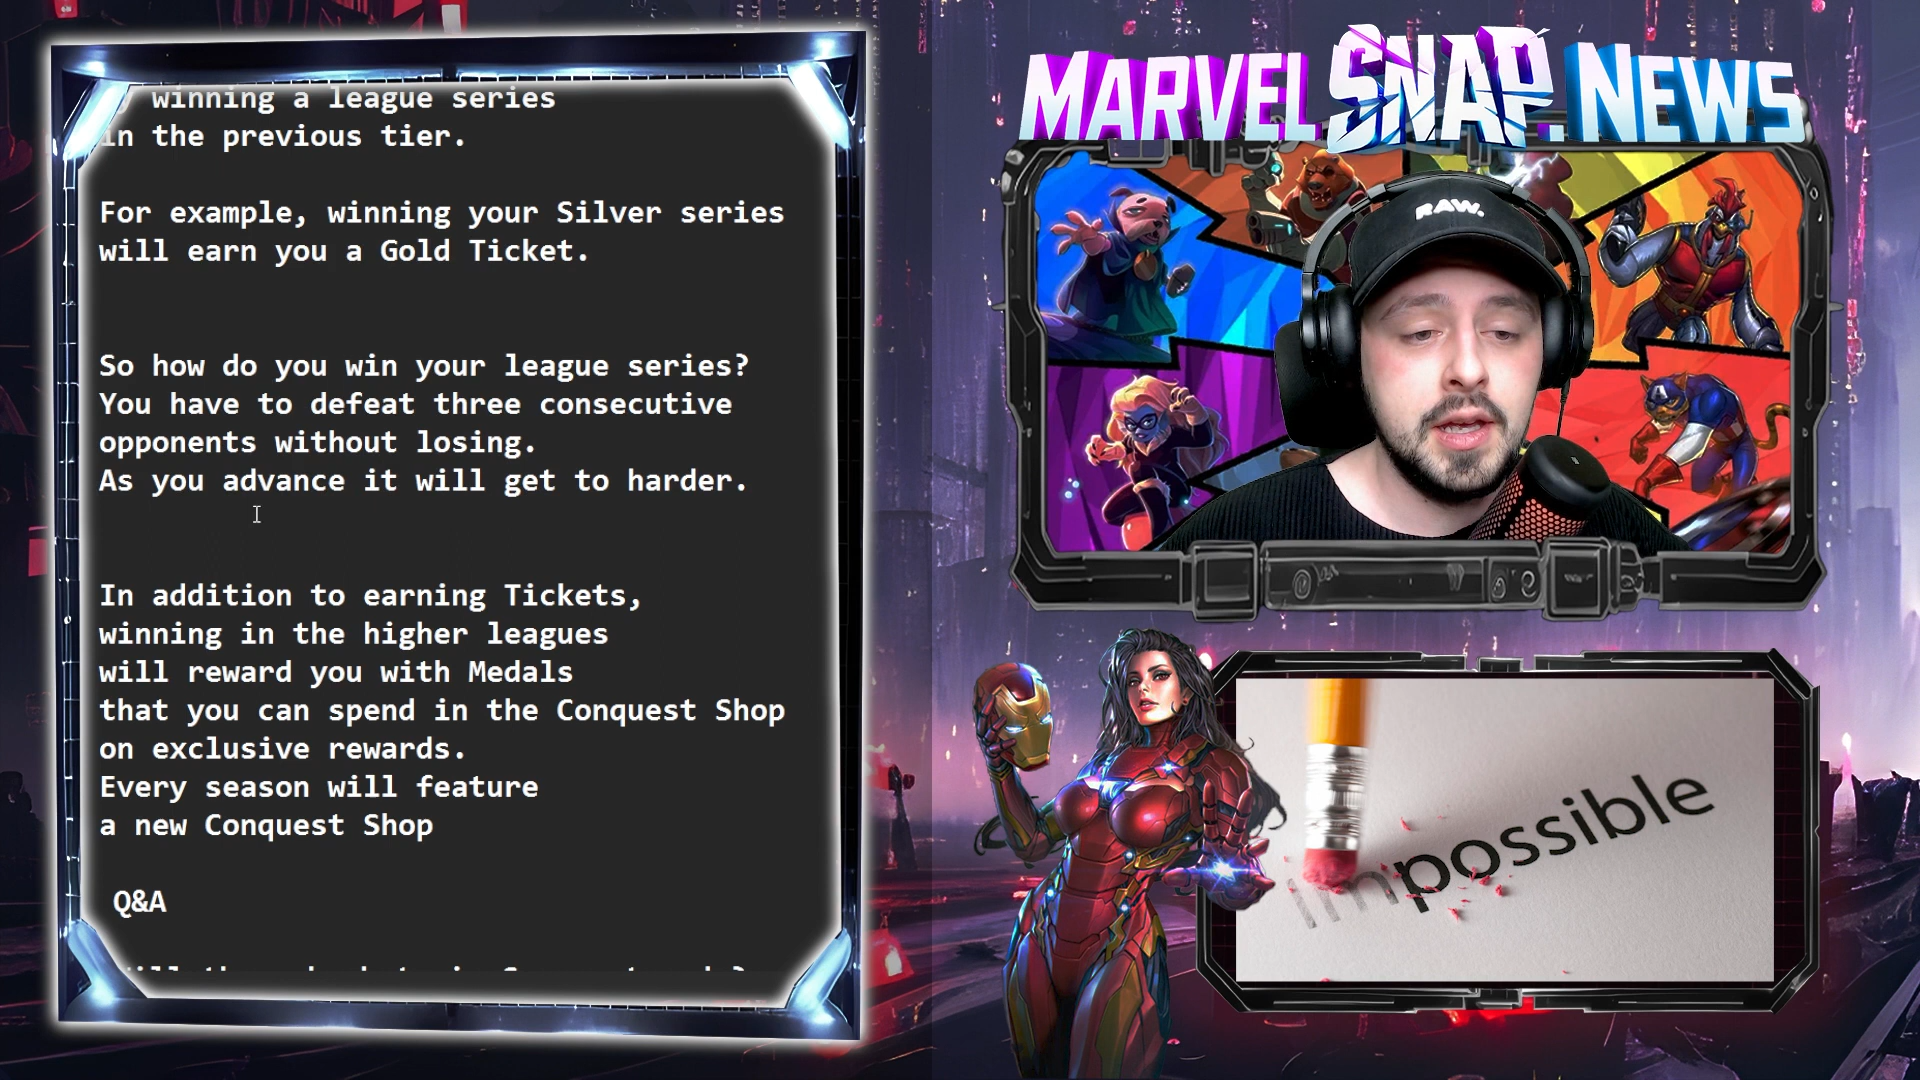 winning a league series
in the previous tier.
For example, winning your Silver series
will earn you a Gold Ticket.
So how do you win your league series?
You have to defeat three consecutive
opponents without losing.
As you advance it will get to harder.
In addition to earning Tickets,
winning in the higher leagues
will reward you with Medals
that you can spend in the Conquest Shop
on exclusive rewards.
Every season will feature
a new Conquest Shop
Q&A
MARVEL SNAP.NEWS
RAW.
impossible